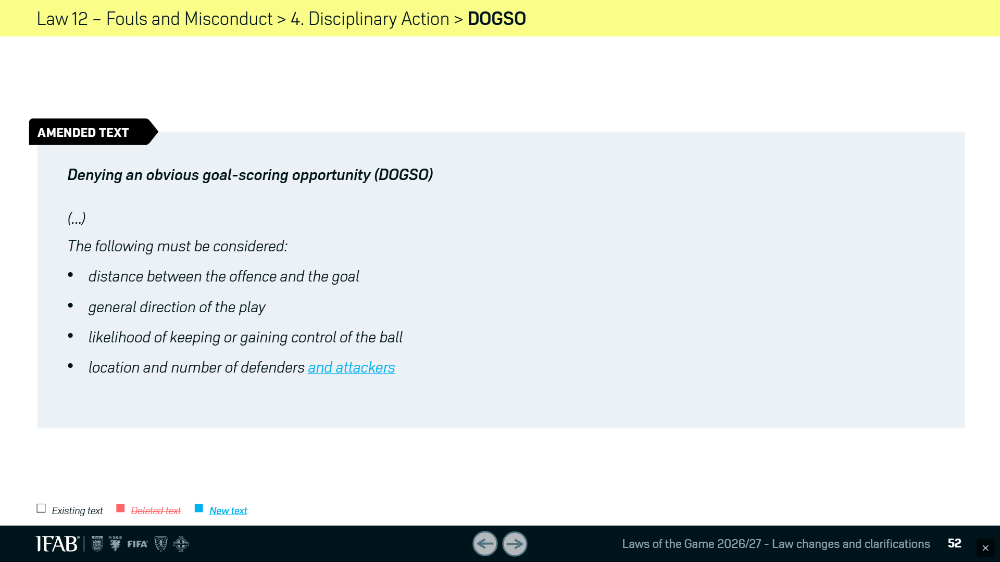 Law 12 – Fouls and Misconduct > 4. Disciplinary Action > DOGSO
AMENDED TEXT
Denying an obvious goal-scoring opportunity (DOGSO)
(...)
The following must be considered:
• distance between the offence and the goal
• general direction of the play
• likelihood of keeping or gaining control of the ball
• location and number of defenders and attackers
Existing text Deleted text New text
IFAB® FA WALES FIFA® Laws of the Game 2026/27 - Law changes and clarifications 52